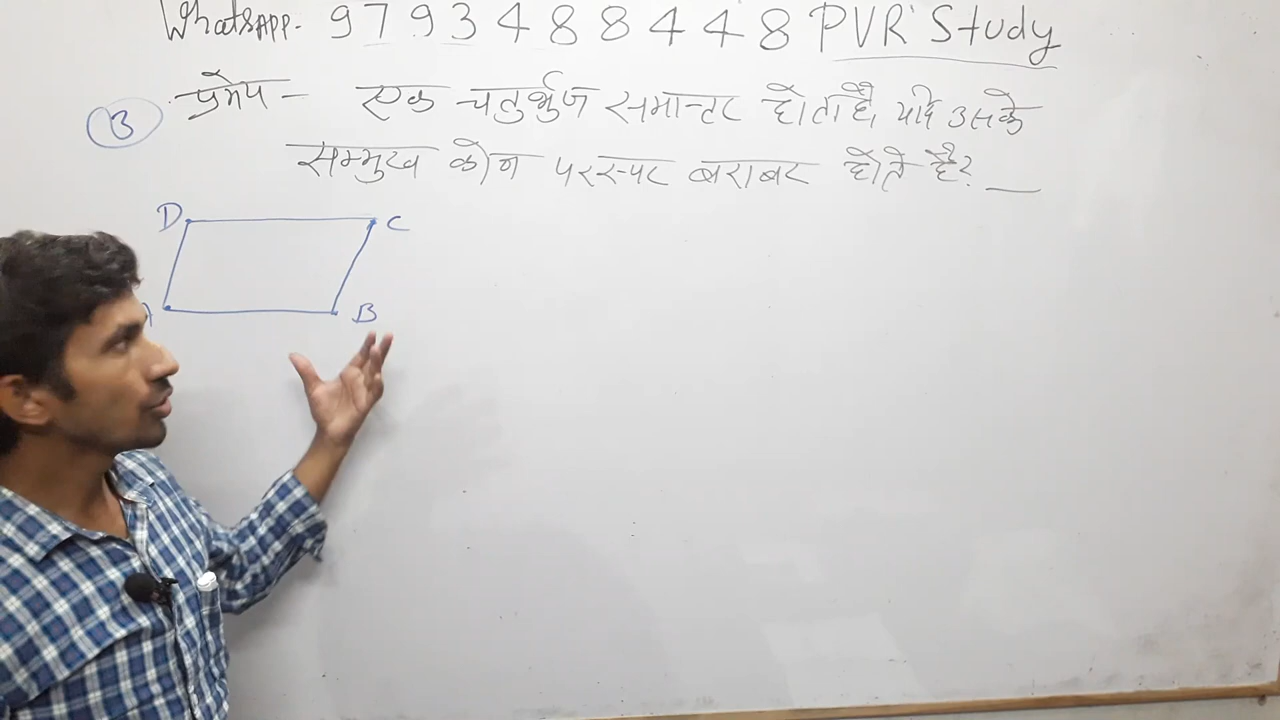 WhatsAPP. 9793488448 PVR Study
3 प्रमेय - एक चतुर्भुज समान्तर होता है, यदि उसके
सम्मुख कोण परस्पर बराबर होते है?
D C
A B